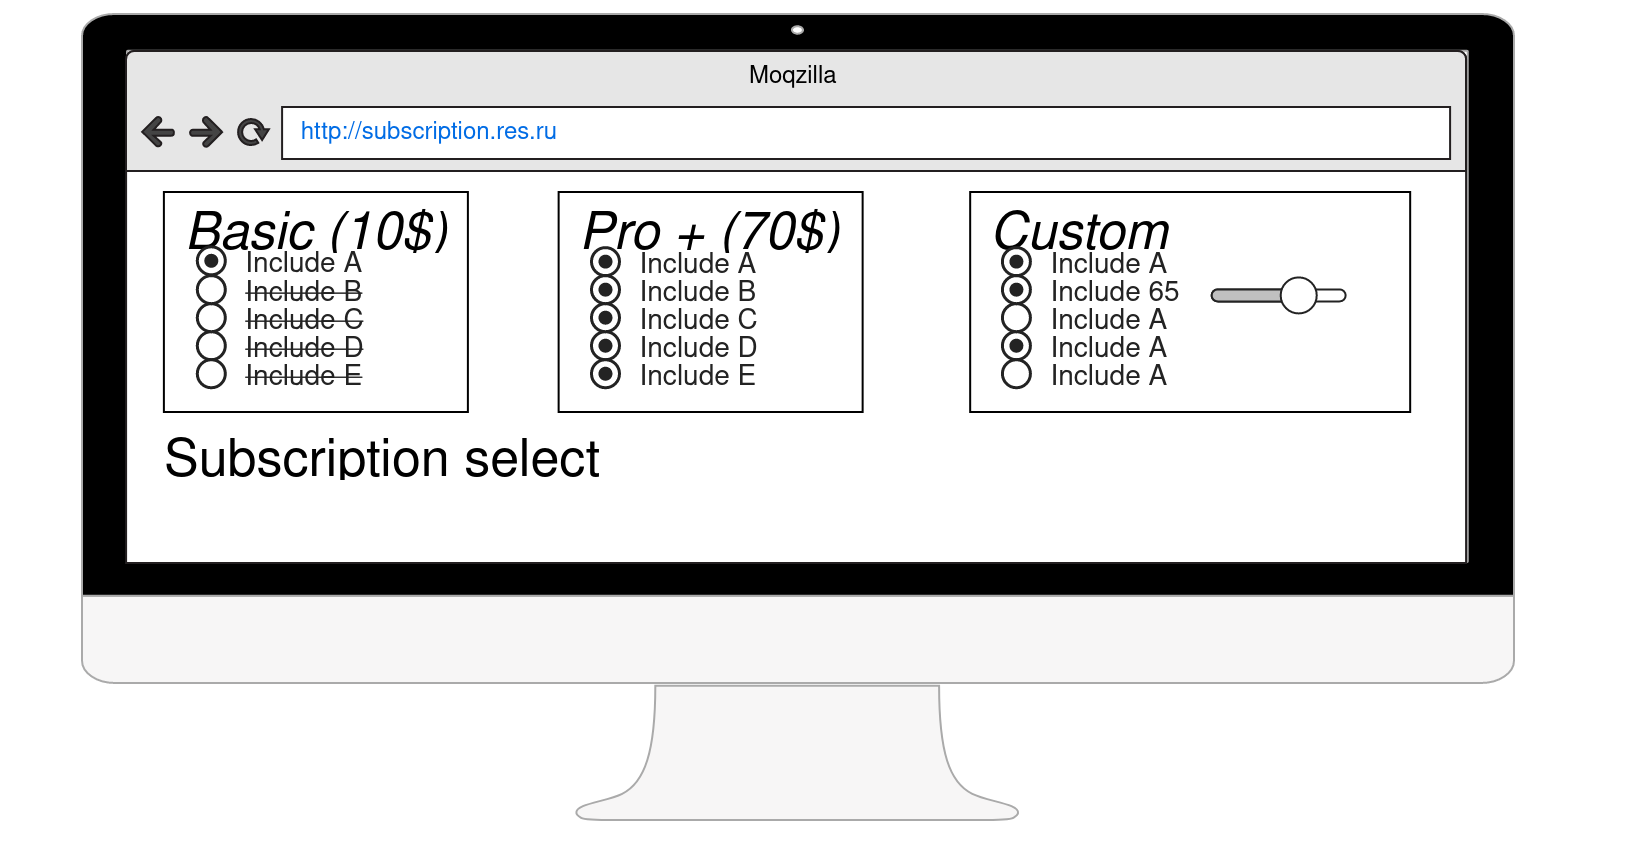 Moqzilla
http://subscription.res.ru
Basic (10$)
Include A
Include B
Include C
Include D
Include E
Pro + (70$)
Include A
Include B
Include C
Include D
Include E
Custom
Include A
Include 65
Include A
Include A
Include A
Subscription select